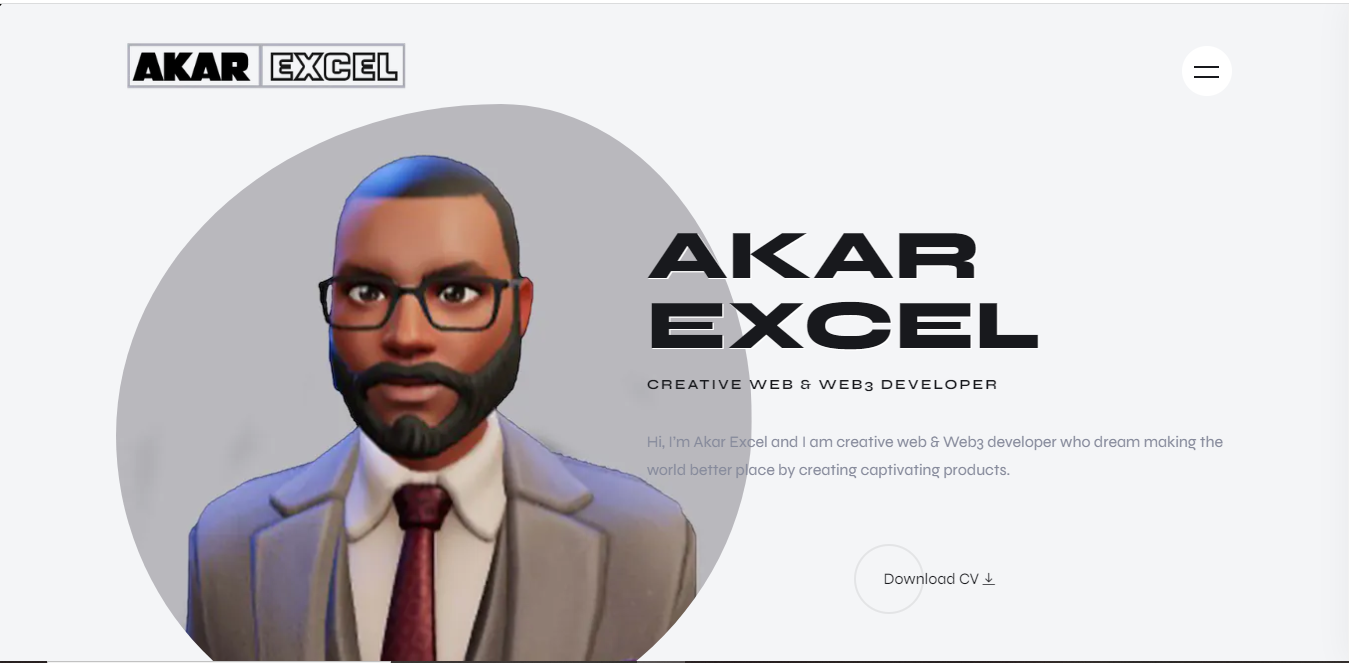 AKAR EXCEL
AKAR
EXCEL
CREATIVE WEB & WEB3 DEVELOPER
Hi, I'm Akar Excel and I am creative web & Web3 developer who dream making the
world better place by creating captivating products.
Download CV